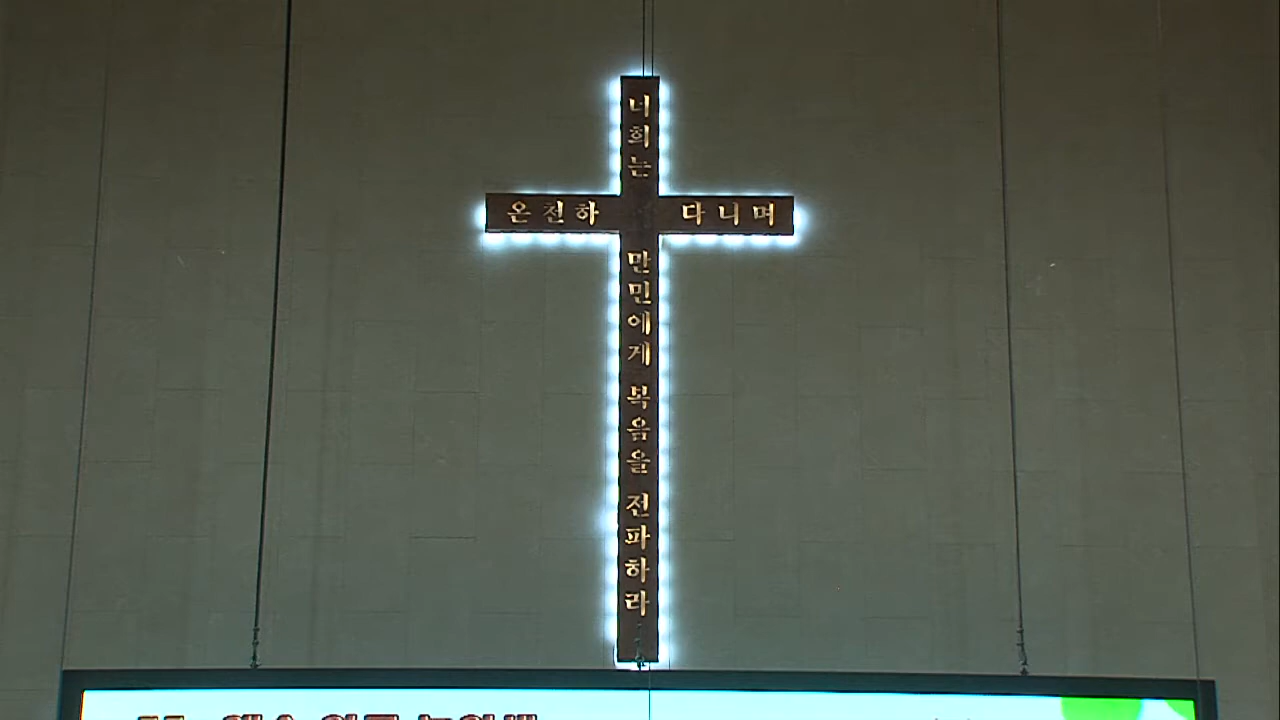 너희는
온천하 다니며
만민에게 복음을 전파하라